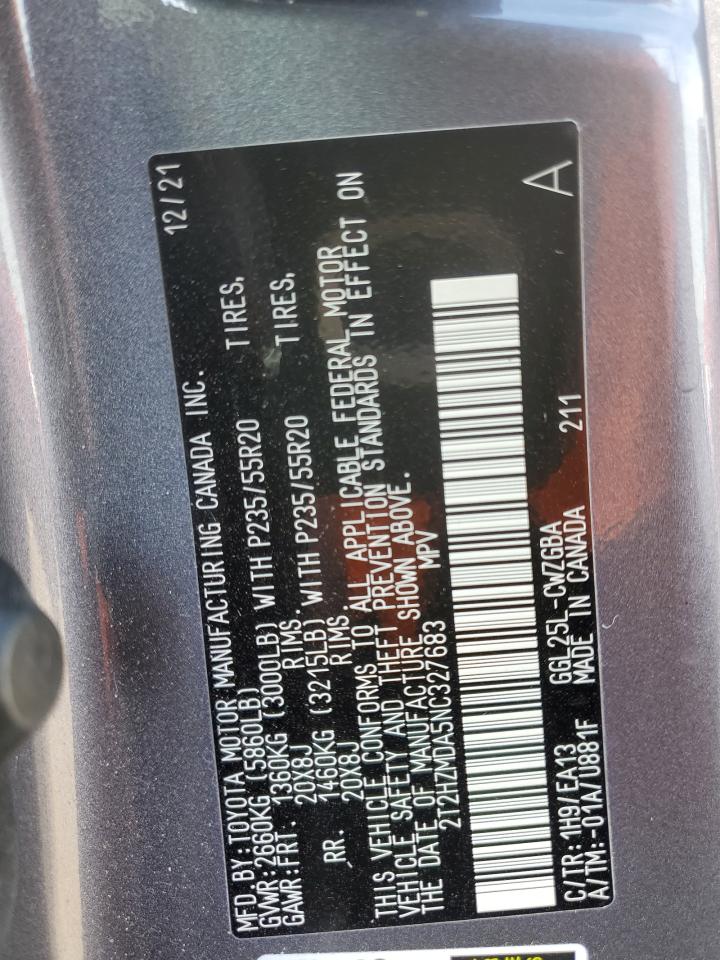 MFD.BY:TOYOTA MOTOR MANUFACTURING CANADA INC. 12/21
GVWR:2660KG (5860LB)
GAWR:FRT. 1360KG (3000LB) WITH P235/55R20 TIRES,
20X8J RIMS.
RR. 1460KG (3215LB) WITH P235/55R20 TIRES,
20X8J RIMS.
THIS VEHICLE CONFORMS TO ALL APPLICABLE FEDERAL MOTOR
VEHICLE SAFETY AND THEFT PREVENTION STANDARDS IN EFFECT ON
THE DATE OF MANUFACTURE SHOWN ABOVE.
2T2HZMDA5NC327683 MPV
C/TR:1H9/EA13 GGL25L-CWZGBA
A/TM:-01A/U881F MADE IN CANADA 211 A